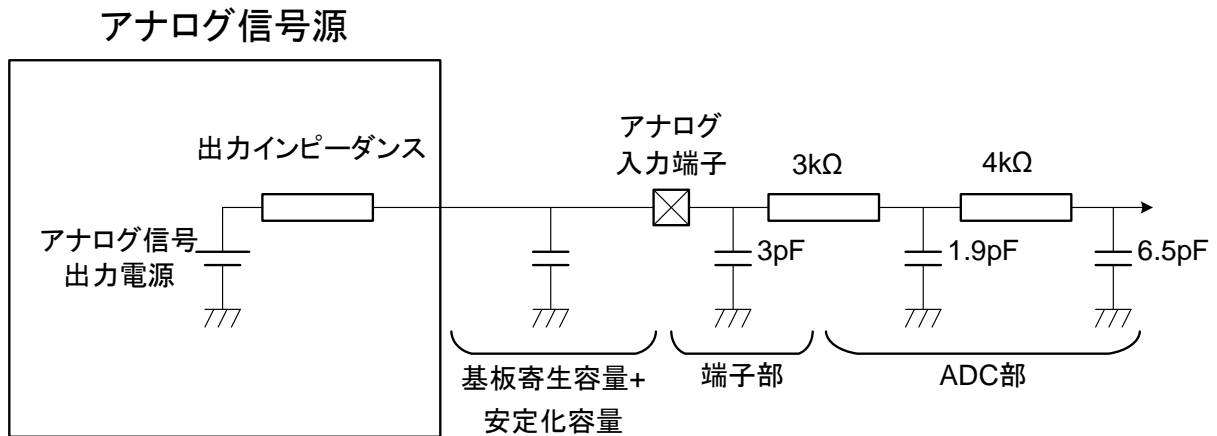 アナログ信号源
出力インピーダンス
アナログ信号
出力電源
アナログ
入力端子
3kΩ
4kΩ
3pF
1.9pF
6.5pF
基板寄生容量+
安定化容量
端子部
ADC部